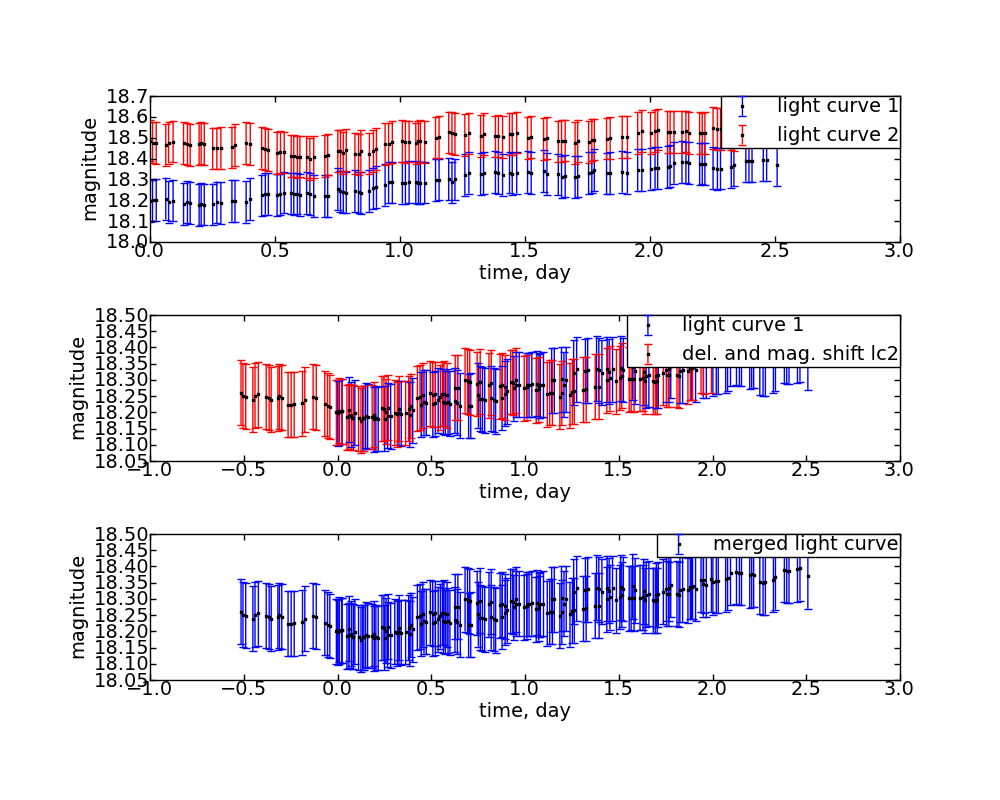 18.7
18.6
18.5
18.4
18.3
18.2
18.1
18.0
magnitude
light curve 1
light curve 2
0.0 0.5 1.0 1.5 2.0 2.5 3.0
time, day
18.50
18.45
18.40
18.35
18.30
18.25
18.20
18.15
18.10
18.05
magnitude
light curve 1
del. and mag. shift lc2
−1.0 −0.5 0.0 0.5 1.0 1.5 2.0 2.5 3.0
time, day
18.50
18.45
18.40
18.35
18.30
18.25
18.20
18.15
18.10
18.05
magnitude
merged light curve
−1.0 −0.5 0.0 0.5 1.0 1.5 2.0 2.5 3.0
time, day